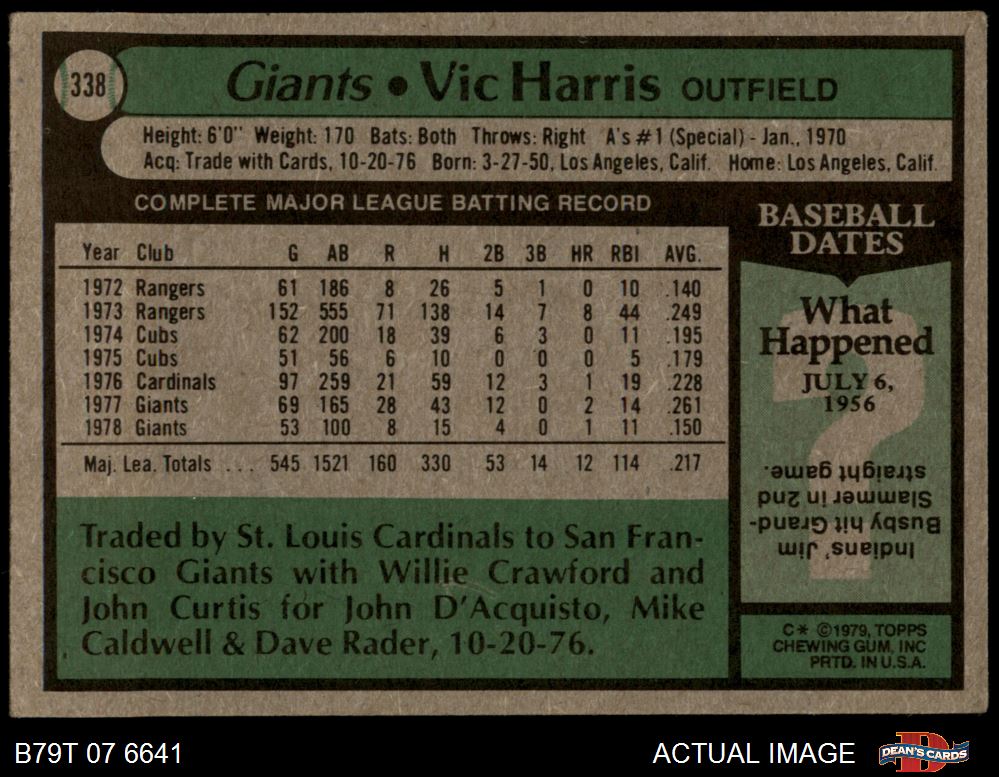 338
Giants • Vic Harris OUTFIELD
Height: 6'0" Weight: 170 Bats: Both Throws: Right A's #1 (Special) - Jan., 1970
Acq: Trade with Cards, 10-20-76 Born: 3-27-50, Los Angeles, Calif. Home: Los Angeles, Calif.
COMPLETE MAJOR LEAGUE BATTING RECORD
Year Club G AB R H 2B 3B HR RBI AVG.
1972 Rangers 61 186 8 26 5 1 0 10 .140
1973 Rangers 152 555 71 138 14 7 8 44 .249
1974 Cubs 62 200 18 39 6 3 0 11 .195
1975 Cubs 51 56 6 10 0 0 0 5 .179
1976 Cardinals 97 259 21 59 12 3 1 19 .228
1977 Giants 69 165 28 43 12 0 2 14 .261
1978 Giants 53 100 8 15 4 0 1 11 .150
Maj. Lea. Totals ... 545 1521 160 330 53 14 12 114 .217
Traded by St. Louis Cardinals to San Fran-
cisco Giants with Willie Crawford and
John Curtis for John D'Acquisto, Mike
Caldwell & Dave Rader, 10-20-76.
BASEBALL
DATES
What
Happened
JULY 6,
1956
Indians' Jim
Busby hit Grand-
Slammer in 2nd
straight game.
C* ©1979, TOPPS
CHEWING GUM, INC
PRTD. IN U.S.A.
B79T 07 6641
ACTUAL IMAGE
D
DEAN'S CARDS